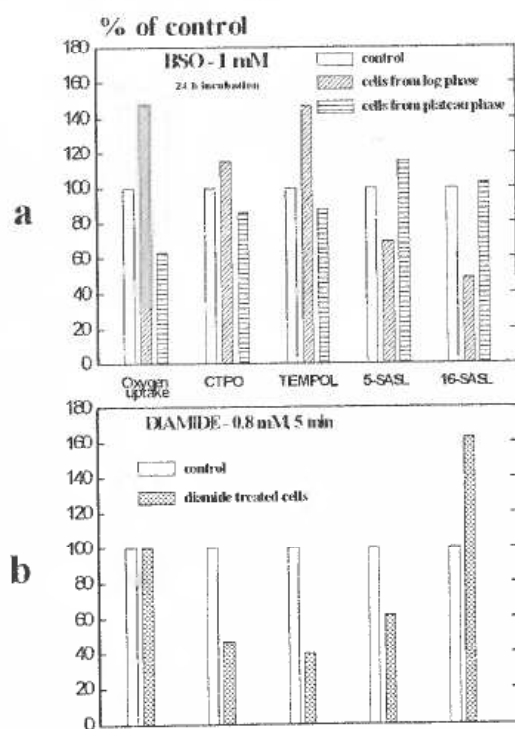 % of control
a
180
160
140
120
100
80
60
40
20
0
BSO - 1 mM
24 h incubation
control
cells from log phase
cells from plateau phase
Oxygen uptake
CTPO
TEMPOL
5-SASL
16-SASL
b
180
160
140
120
100
80
60
40
20
0
DIAMIDE - 0.8 mM, 5 min
control
diamide treated cells